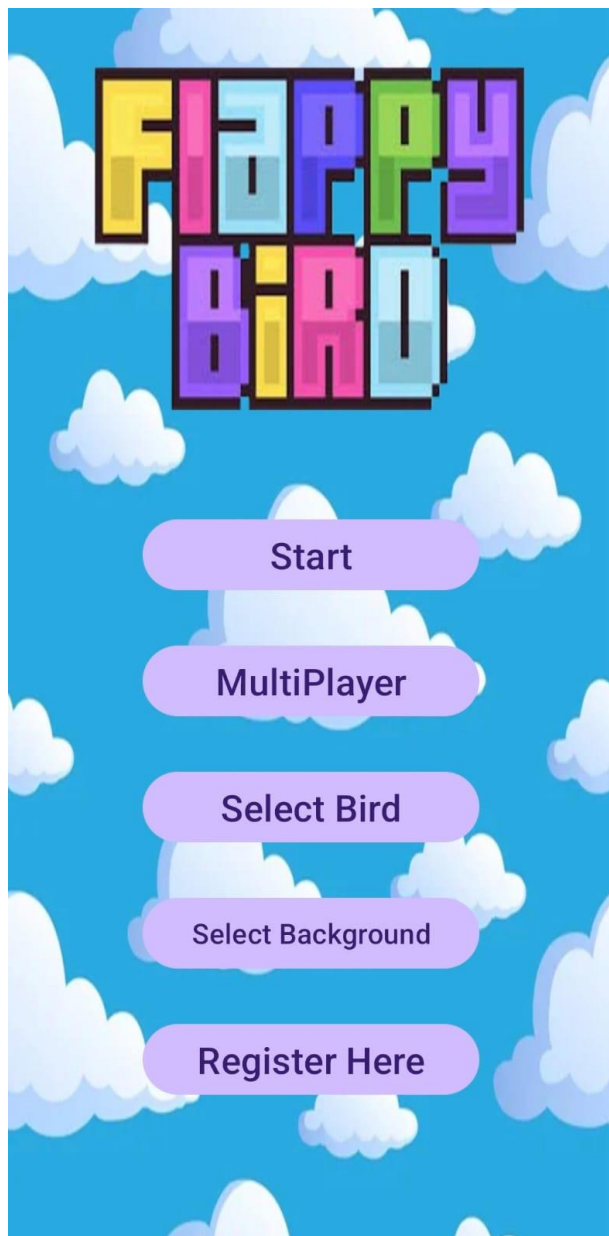 Flappy
BiRD
Start
MultiPlayer
Select Bird
Select Background
Register Here